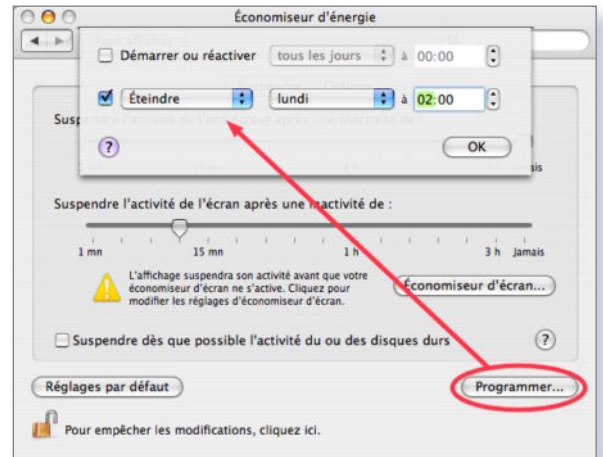 Économiseur d'énergie
Démarrer ou réactiver tous les jours à 00:00
Éteindre lundi à 02:00
? OK
Suspendre l'activité de l'écran après une inactivité de :
1 mn 15 mn 1 h 3 h Jamais
L'affichage suspendra son activité avant que votre
économiseur d'écran ne s'active. Cliquez pour
modifier les réglages d'économiseur d'écran.
Économiseur d'écran...
Suspendre dès que possible l'activité du ou des disques durs ?
Réglages par défaut Programmer...
Pour empêcher les modifications, cliquez ici.